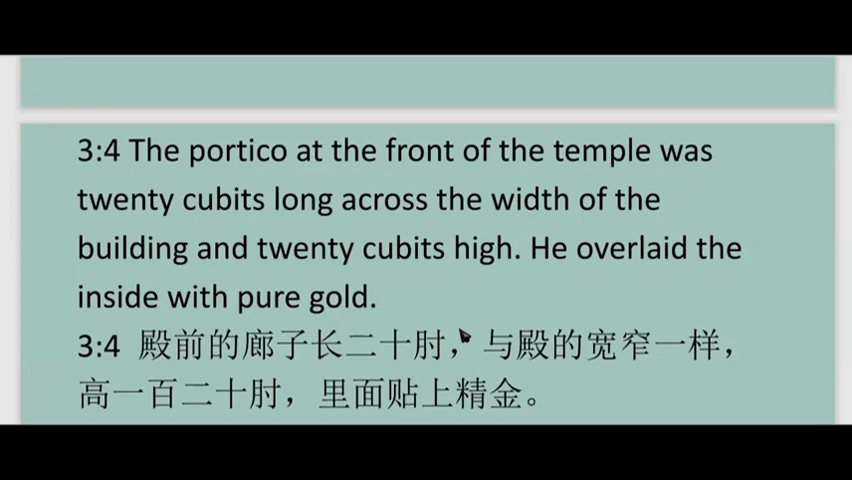 3:4 The portico at the front of the temple was
twenty cubits long across the width of the
building and twenty cubits high. He overlaid the
inside with pure gold.
3:4 殿前的廊子长二十肘，与殿的宽窄一样，
高一百二十肘，里面贴上精金。